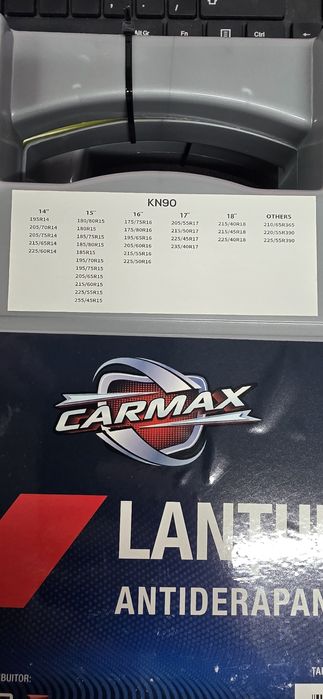 Alt Gr Fn Ctrl
KN90
14" 15" 16" 17" 18" OTHERS
195R14 180/80R15 175/75R16 205/55R17 215/40R18 210/65R365
205/70R14 180R15 175/80R16 215/50R17 215/45R18 220/55R390
205/75R14 185/75R15 195/65R16 225/45R17 225/40R18 225/55R390
215/65R14 185/80R15 205/60R16 235/40R17
225/60R14 185R15 215/55R16
195/70R15 225/50R16
195/75R15
205/65R15
215/60R15
225/55R15
255/45R15
CARMAX
LANȚU
ANTIDERAPAN
IBUITOR: